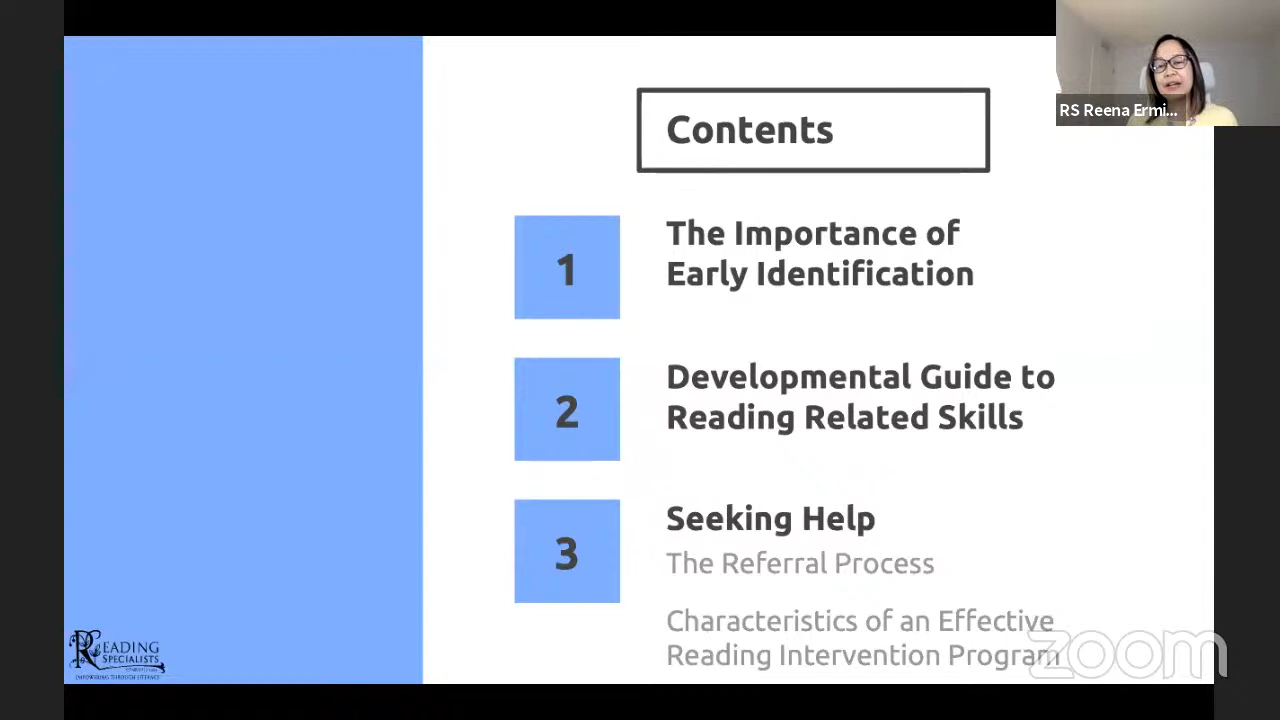 RS Reena Ermi...
Contents
1
The Importance of
Early Identification
2
Developmental Guide to
Reading Related Skills
3
Seeking Help
The Referral Process
Characteristics of an Effective
Reading Intervention Program
READING
SPECIALISTS
EMPOWERING THROUGH LITERACY
zoom